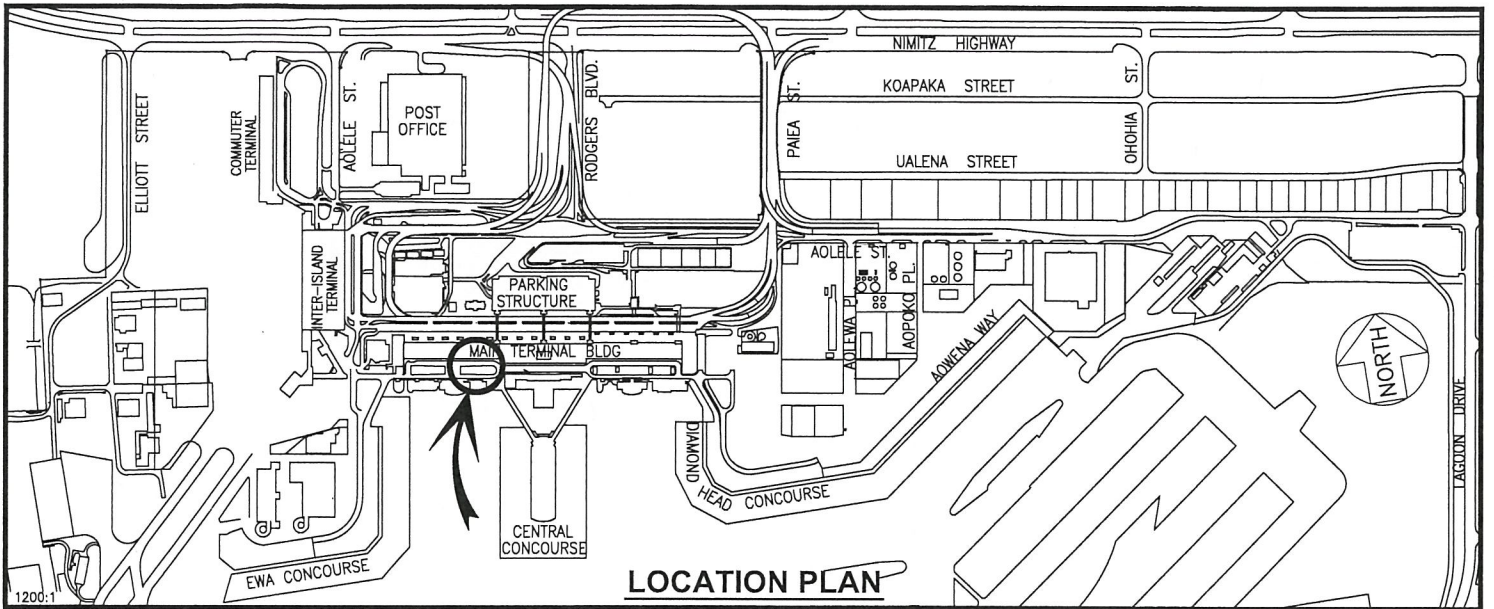 NIMITZ HIGHWAY
KOAPAKA STREET
UALENA STREET
ELLIOTT STREET
COMMUTER
TERMINAL
AOLELE ST.
POST
OFFICE
RODGERS BLVD.
PAIEA ST.
OHOHIA ST.
INTER-ISLAND
TERMINAL
PARKING
STRUCTURE
MAIN TERMINAL BLDG
AOLELE ST.
AOLEWA PL.
AOPOKO PL.
AOWENA WAY
NORTH
LAGOON DRIVE
DIAMOND HEAD CONCOURSE
CENTRAL
CONCOURSE
EWA CONCOURSE
LOCATION PLAN
1200:1